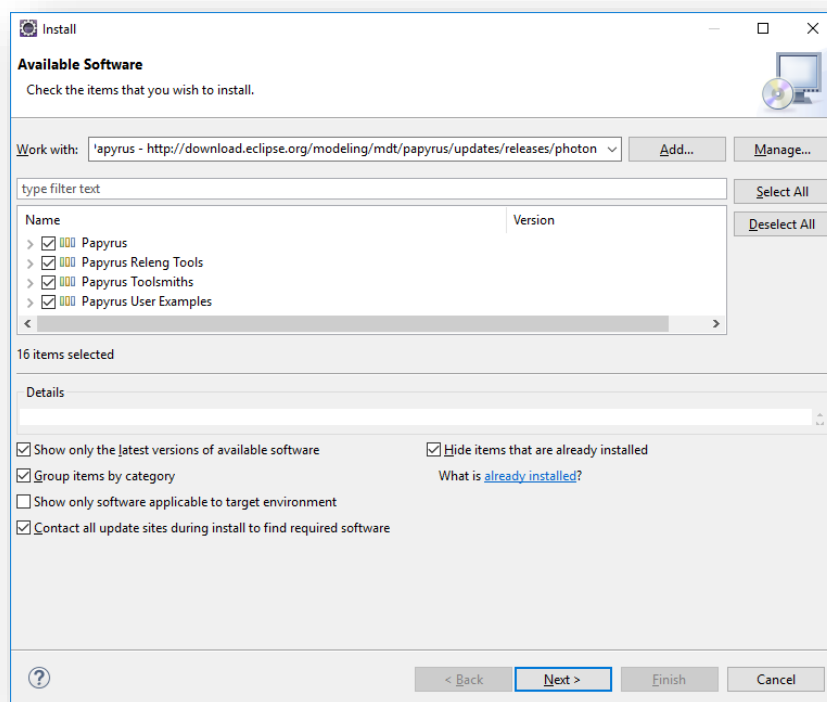 Install
Available Software
Check the items that you wish to install.
Work with: 'apyrus - http://download.eclipse.org/modeling/mdt/papyrus/updates/releases/photon Add... Manage...
type filter text Select All
Name Version Deselect All
Papyrus
Papyrus Releng Tools
Papyrus Toolsmiths
Papyrus User Examples
16 items selected
Details
Show only the latest versions of available software Hide items that are already installed
Group items by category What is already installed?
Show only software applicable to target environment
Contact all update sites during install to find required software
? < Back Next > Finish Cancel